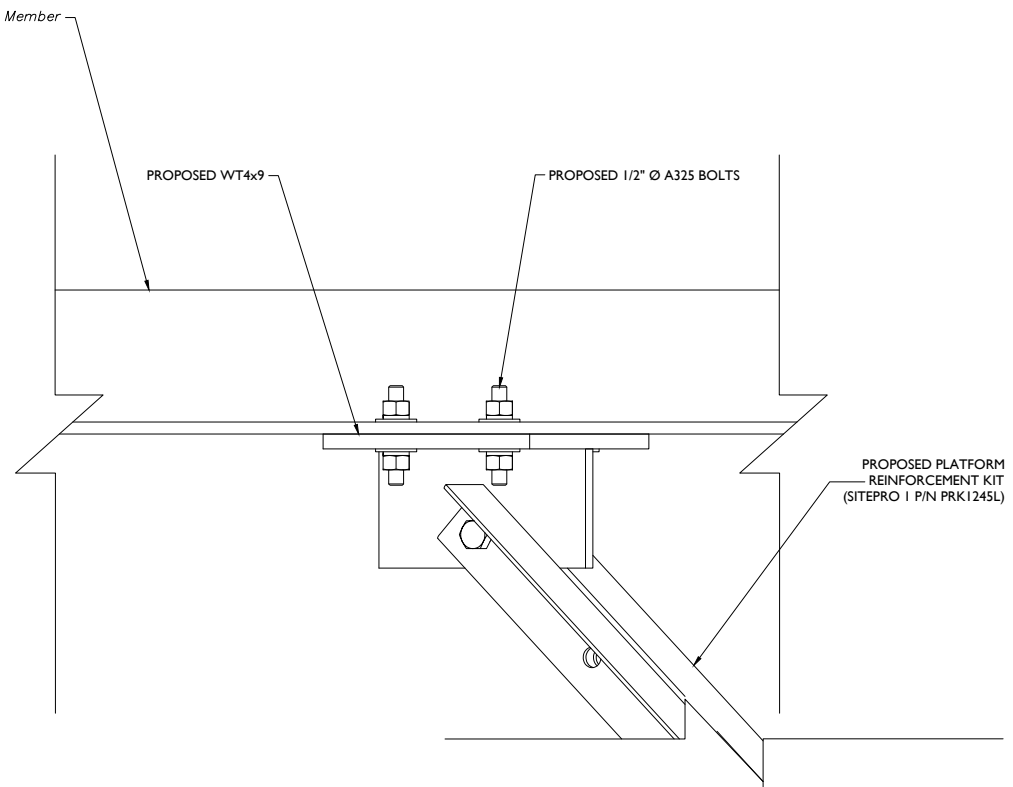 Member
PROPOSED WT4x9
PROPOSED 1/2" Ø A325 BOLTS
PROPOSED PLATFORM
REINFORCEMENT KIT
(SITEPRO 1 P/N PRK1245L)